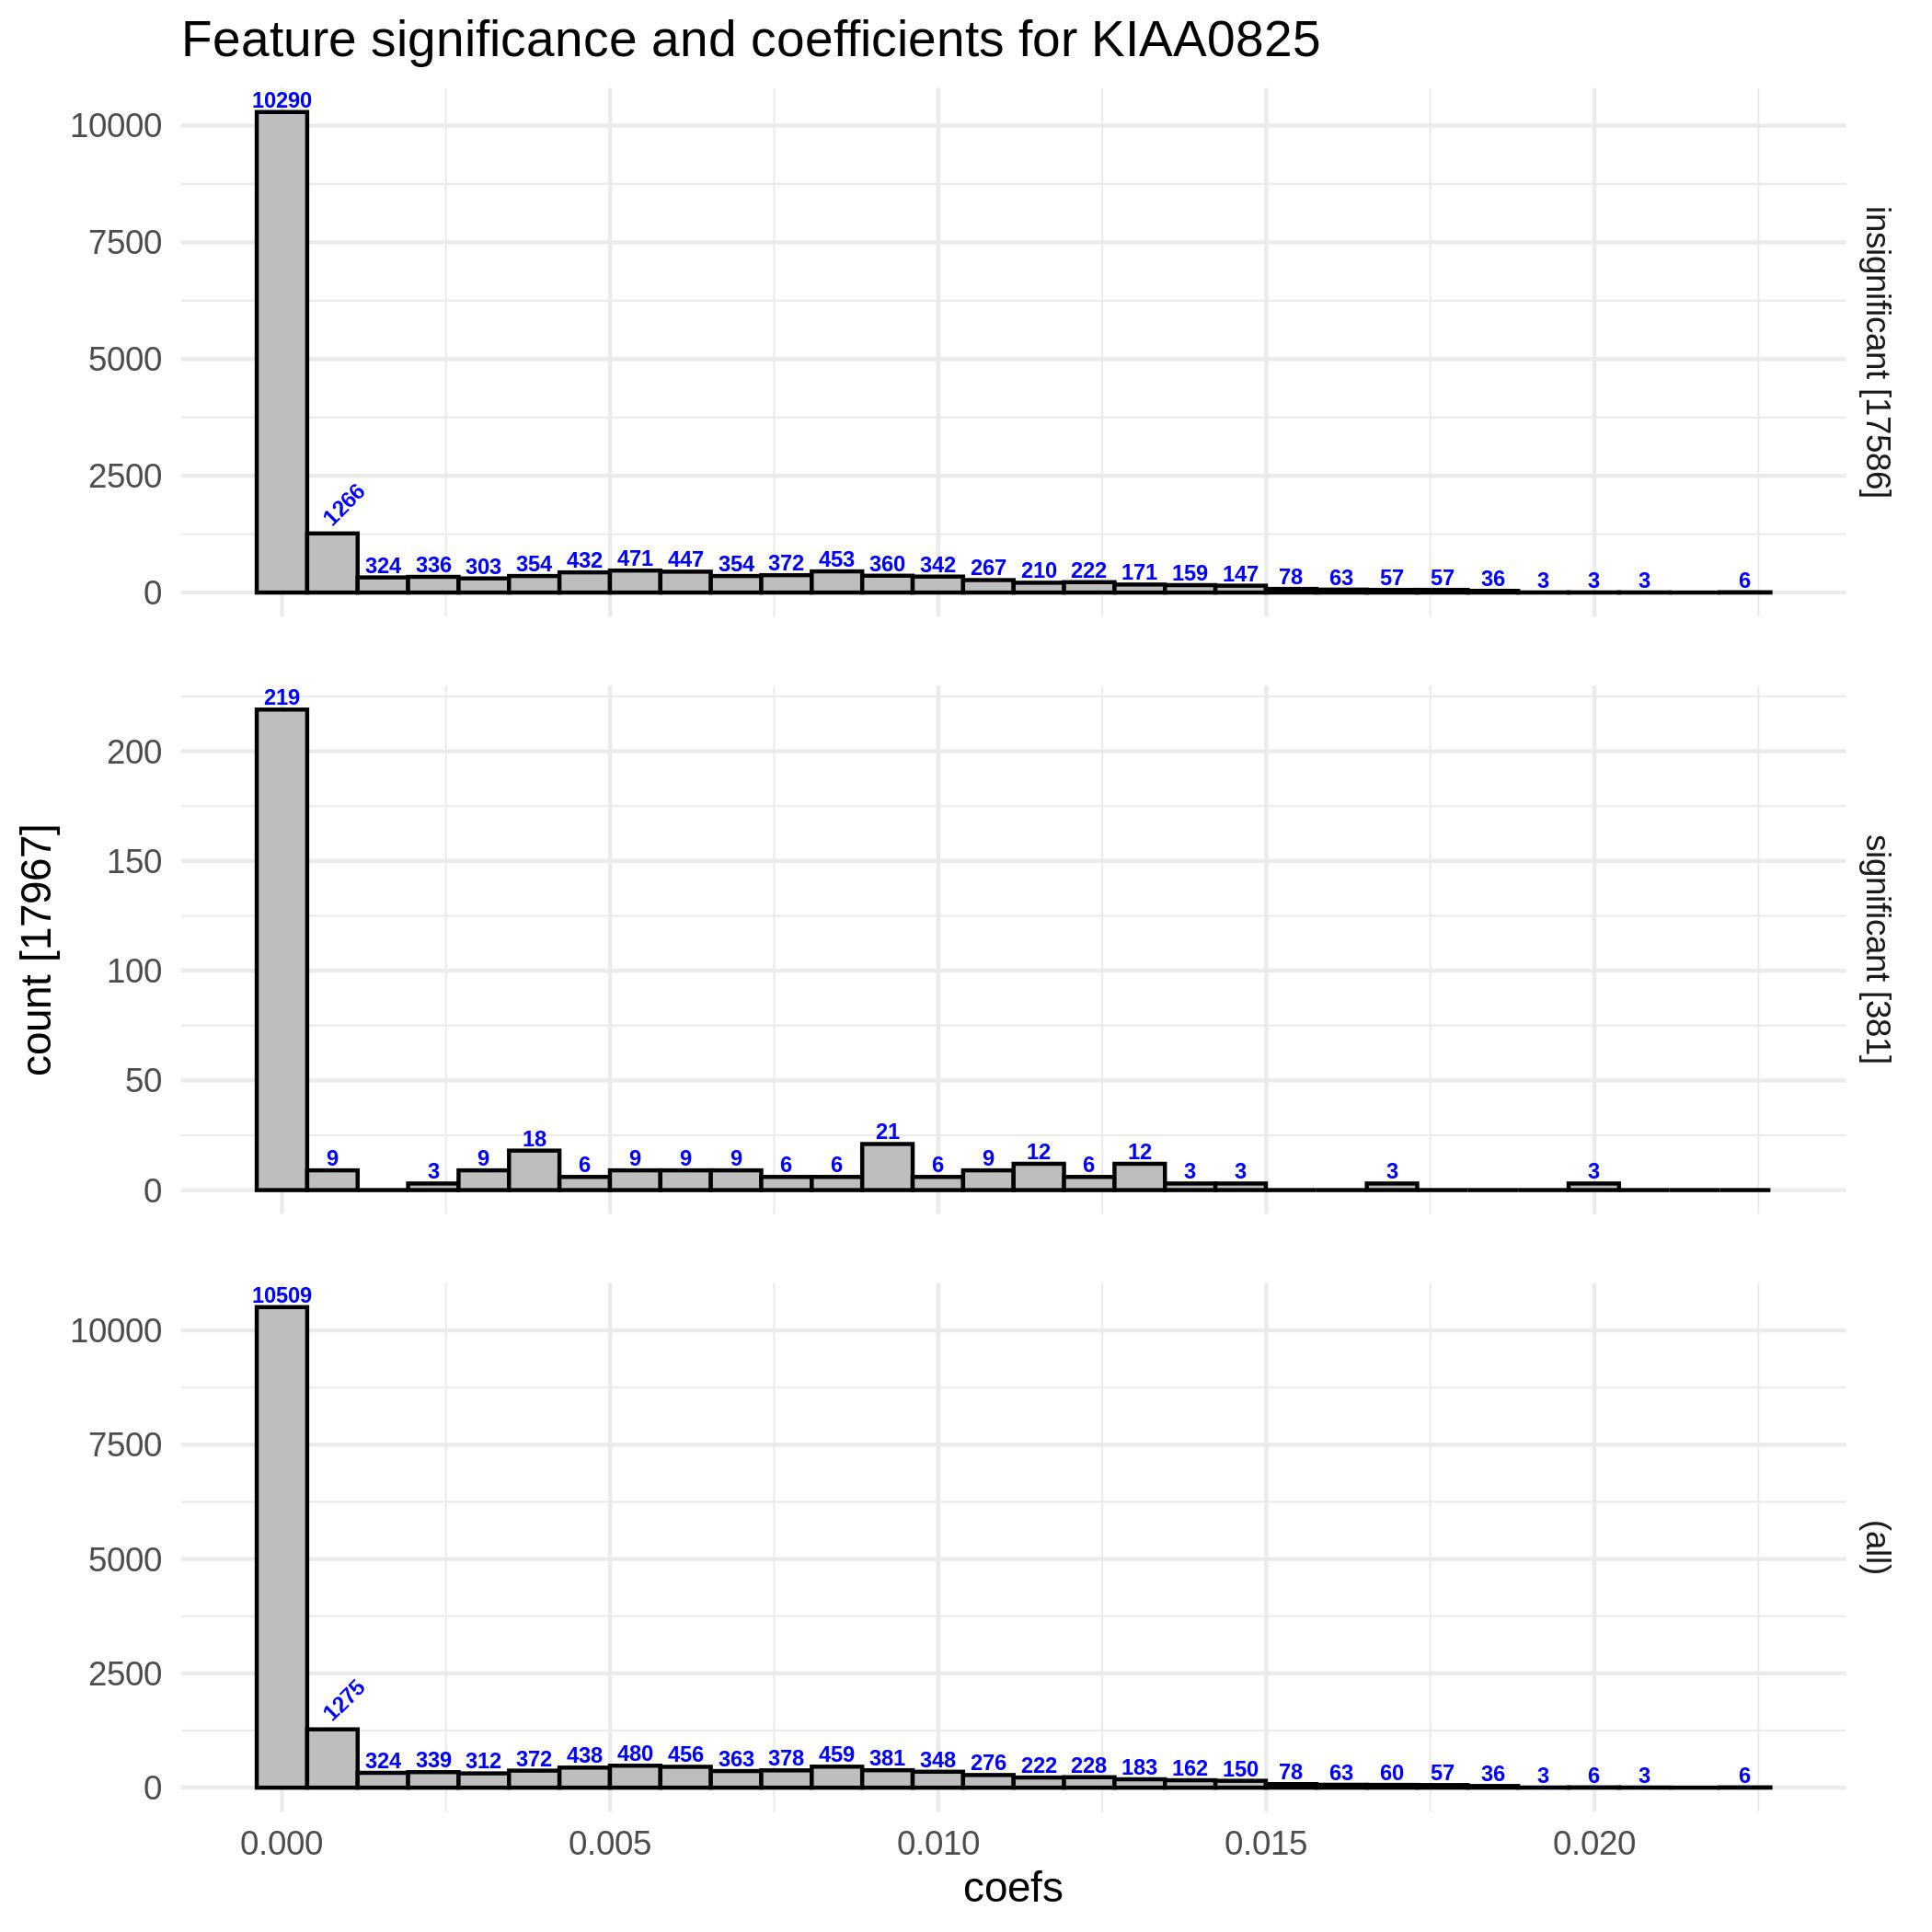 Feature significance and coefficients for KIAA0825
10290
10000
7500
5000
2500
0
1266
324 336 303 354 432 471 447 354 372 453 360 342 267 210 222 171 159 147 78 63 57 57 36 3 3 3 6
insignificant [17586]
219
200
150
100
50
0
9 3 9 18 6 9 9 9 6 6 21 6 9 12 6 12 3 3 3 3
significant [381]
count [17967]
10509
10000
7500
5000
2500
0
1275
324 339 312 372 438 480 456 363 378 459 381 348 276 222 228 183 162 150 78 63 60 57 36 3 6 3 6
(all)
0.000 0.005 0.010 0.015 0.020
coefs